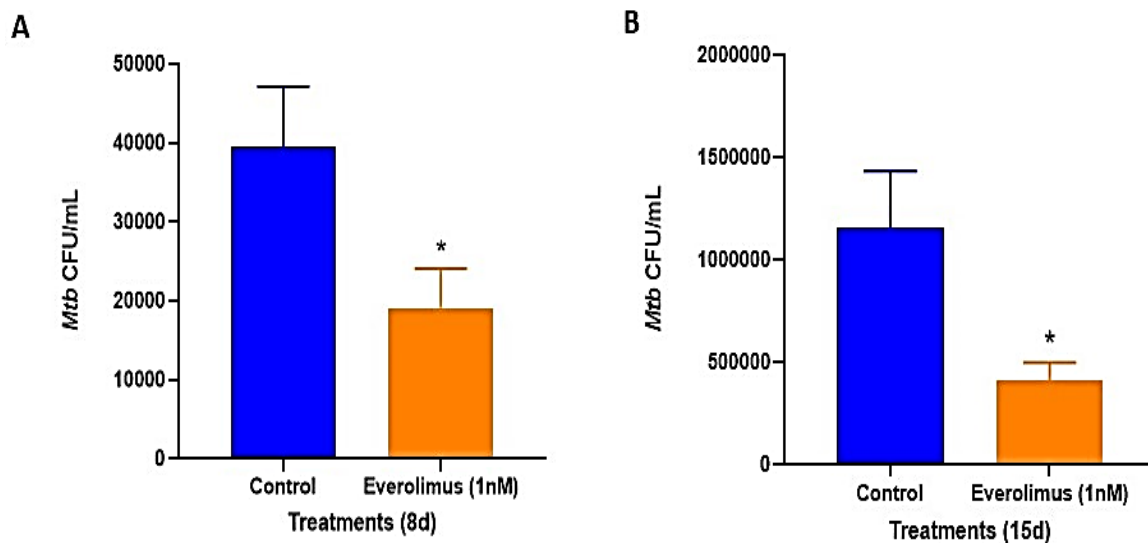 A
50000
40000
30000
20000
10000
0
Mtb CFU/mL
*
Control
Everolimus (1nM)
Treatments (8d)
B
2000000
1500000
1000000
500000
0
Mtb CFU/mL
*
Control
Everolimus (1nM)
Treatments (15d)